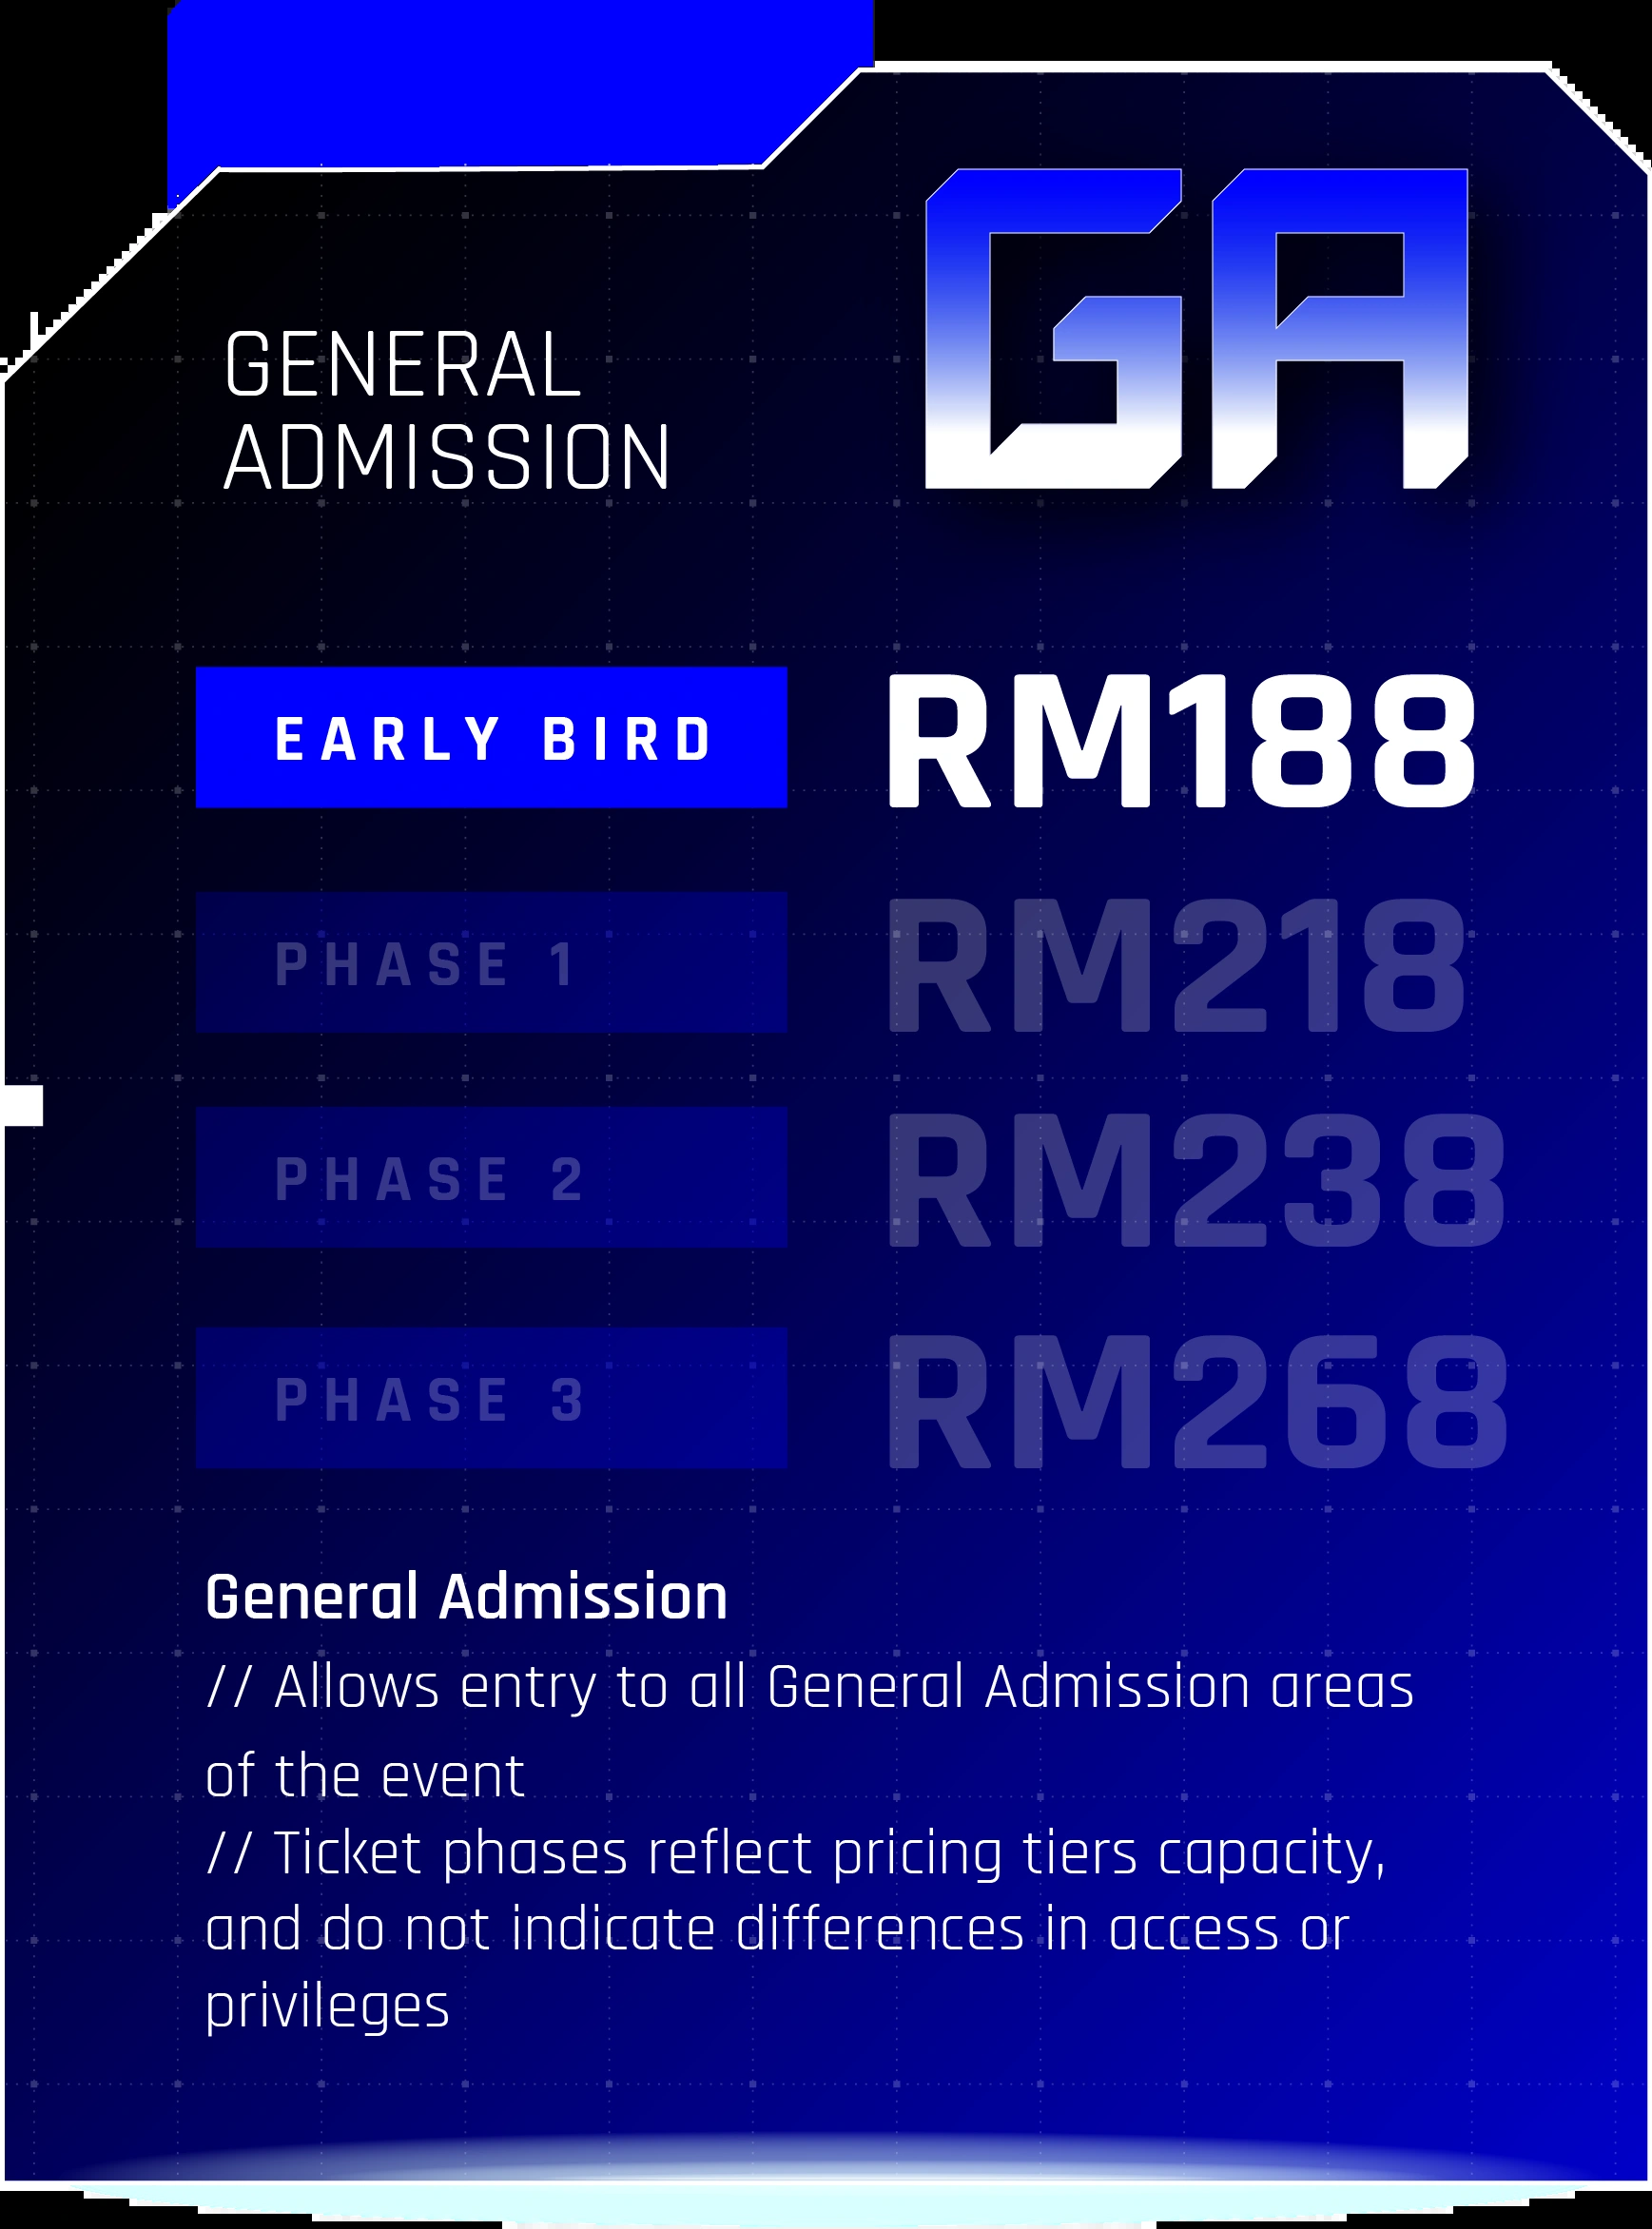 GA
GENERAL
ADMISSION
EARLY BIRD RM188
PHASE 1 RM218
PHASE 2 RM238
PHASE 3 RM268
General Admission
// Allows entry to all General Admission areas
of the event
// Ticket phases reflect pricing tiers capacity,
and do not indicate differences in access or
privileges